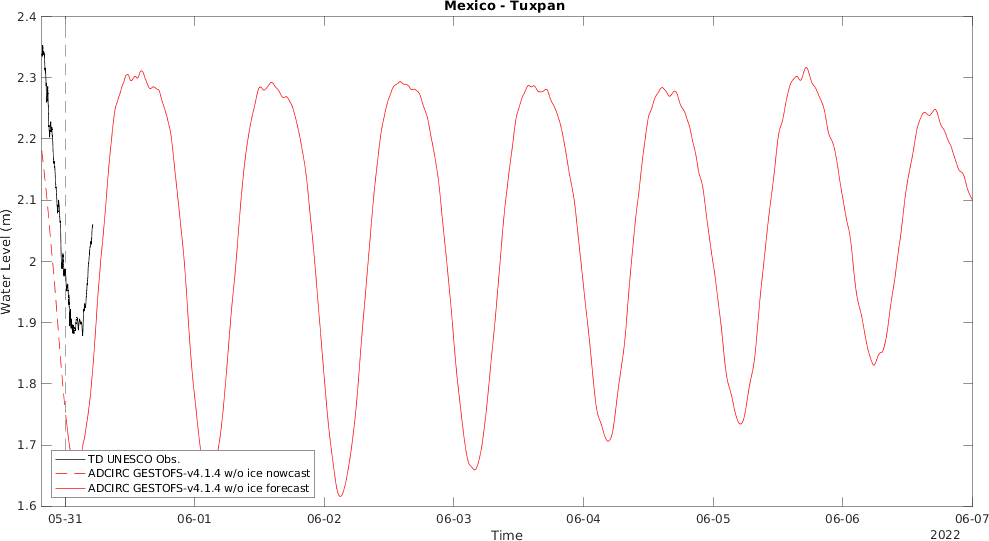 Mexico - Tuxpan
2.4
2.3
2.2
2.1
2
1.9
1.8
1.7
1.6
Water Level (m)
TD UNESCO Obs.
ADCIRC GESTOFS-v4.1.4 w/o ice nowcast
ADCIRC GESTOFS-v4.1.4 w/o ice forecast
05-31 06-01 06-02 06-03 06-04 06-05 06-06 06-07
Time
2022